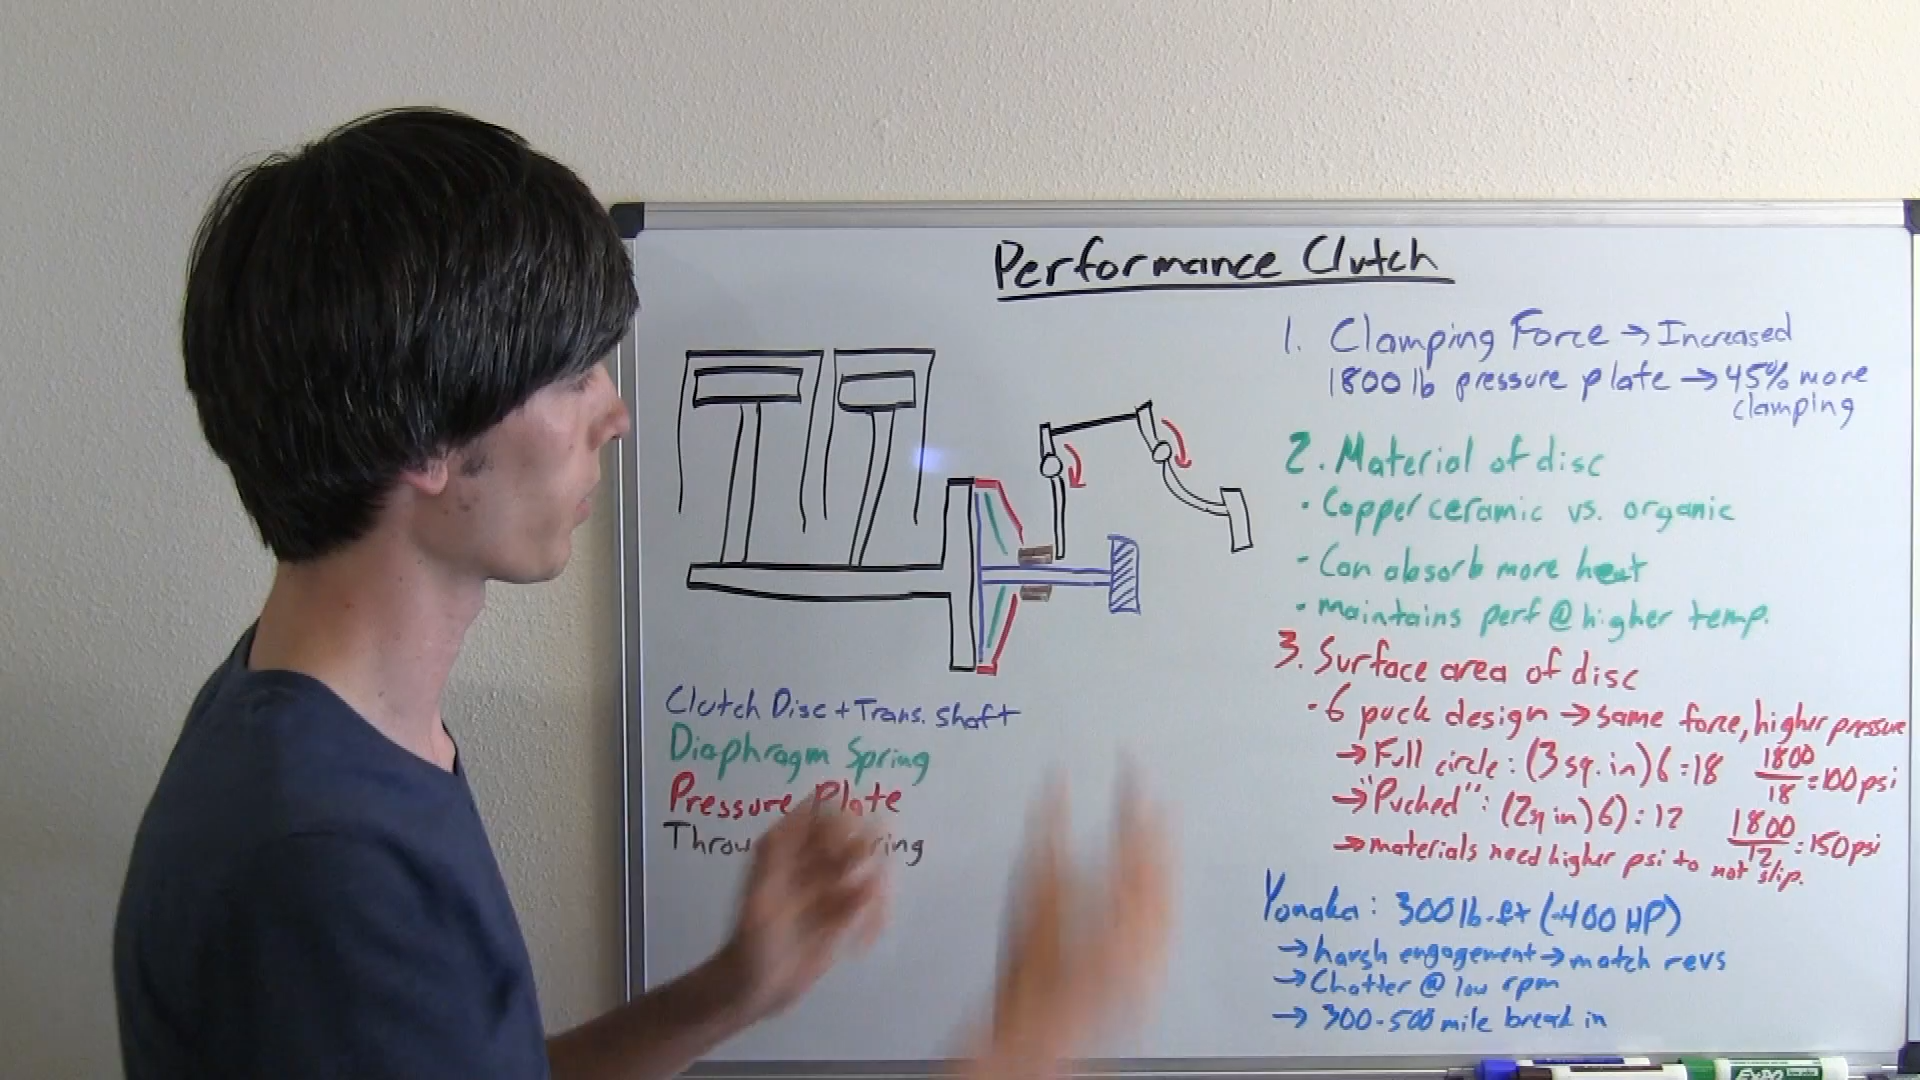 Performance Clutch
1. Clamping Force → Increased
1800 lb pressure plate → 45% more
clamping
2. Material of disc
· Copper ceramic vs. organic
· Can absorb more heat
· maintains perf @ higher temp.
3. Surface area of disc
· 6 puck design → same force, higher pressure
→ Full circle: (3 sq. in) 6 = 18 1800/18 = 100 psi
→ "Pucked": (2sq in) 6) = 12 1800/12 = 150 psi
→ materials need higher psi to not slip.
Yonaka: 300 lb-ft (~400 HP)
→ harsh engagement → match revs
→ Chatter @ low rpm
→ 300-500 mile break in
Clutch Disc + Trans. Shaft
Diaphragm Spring
Pressure Plate
EXPO